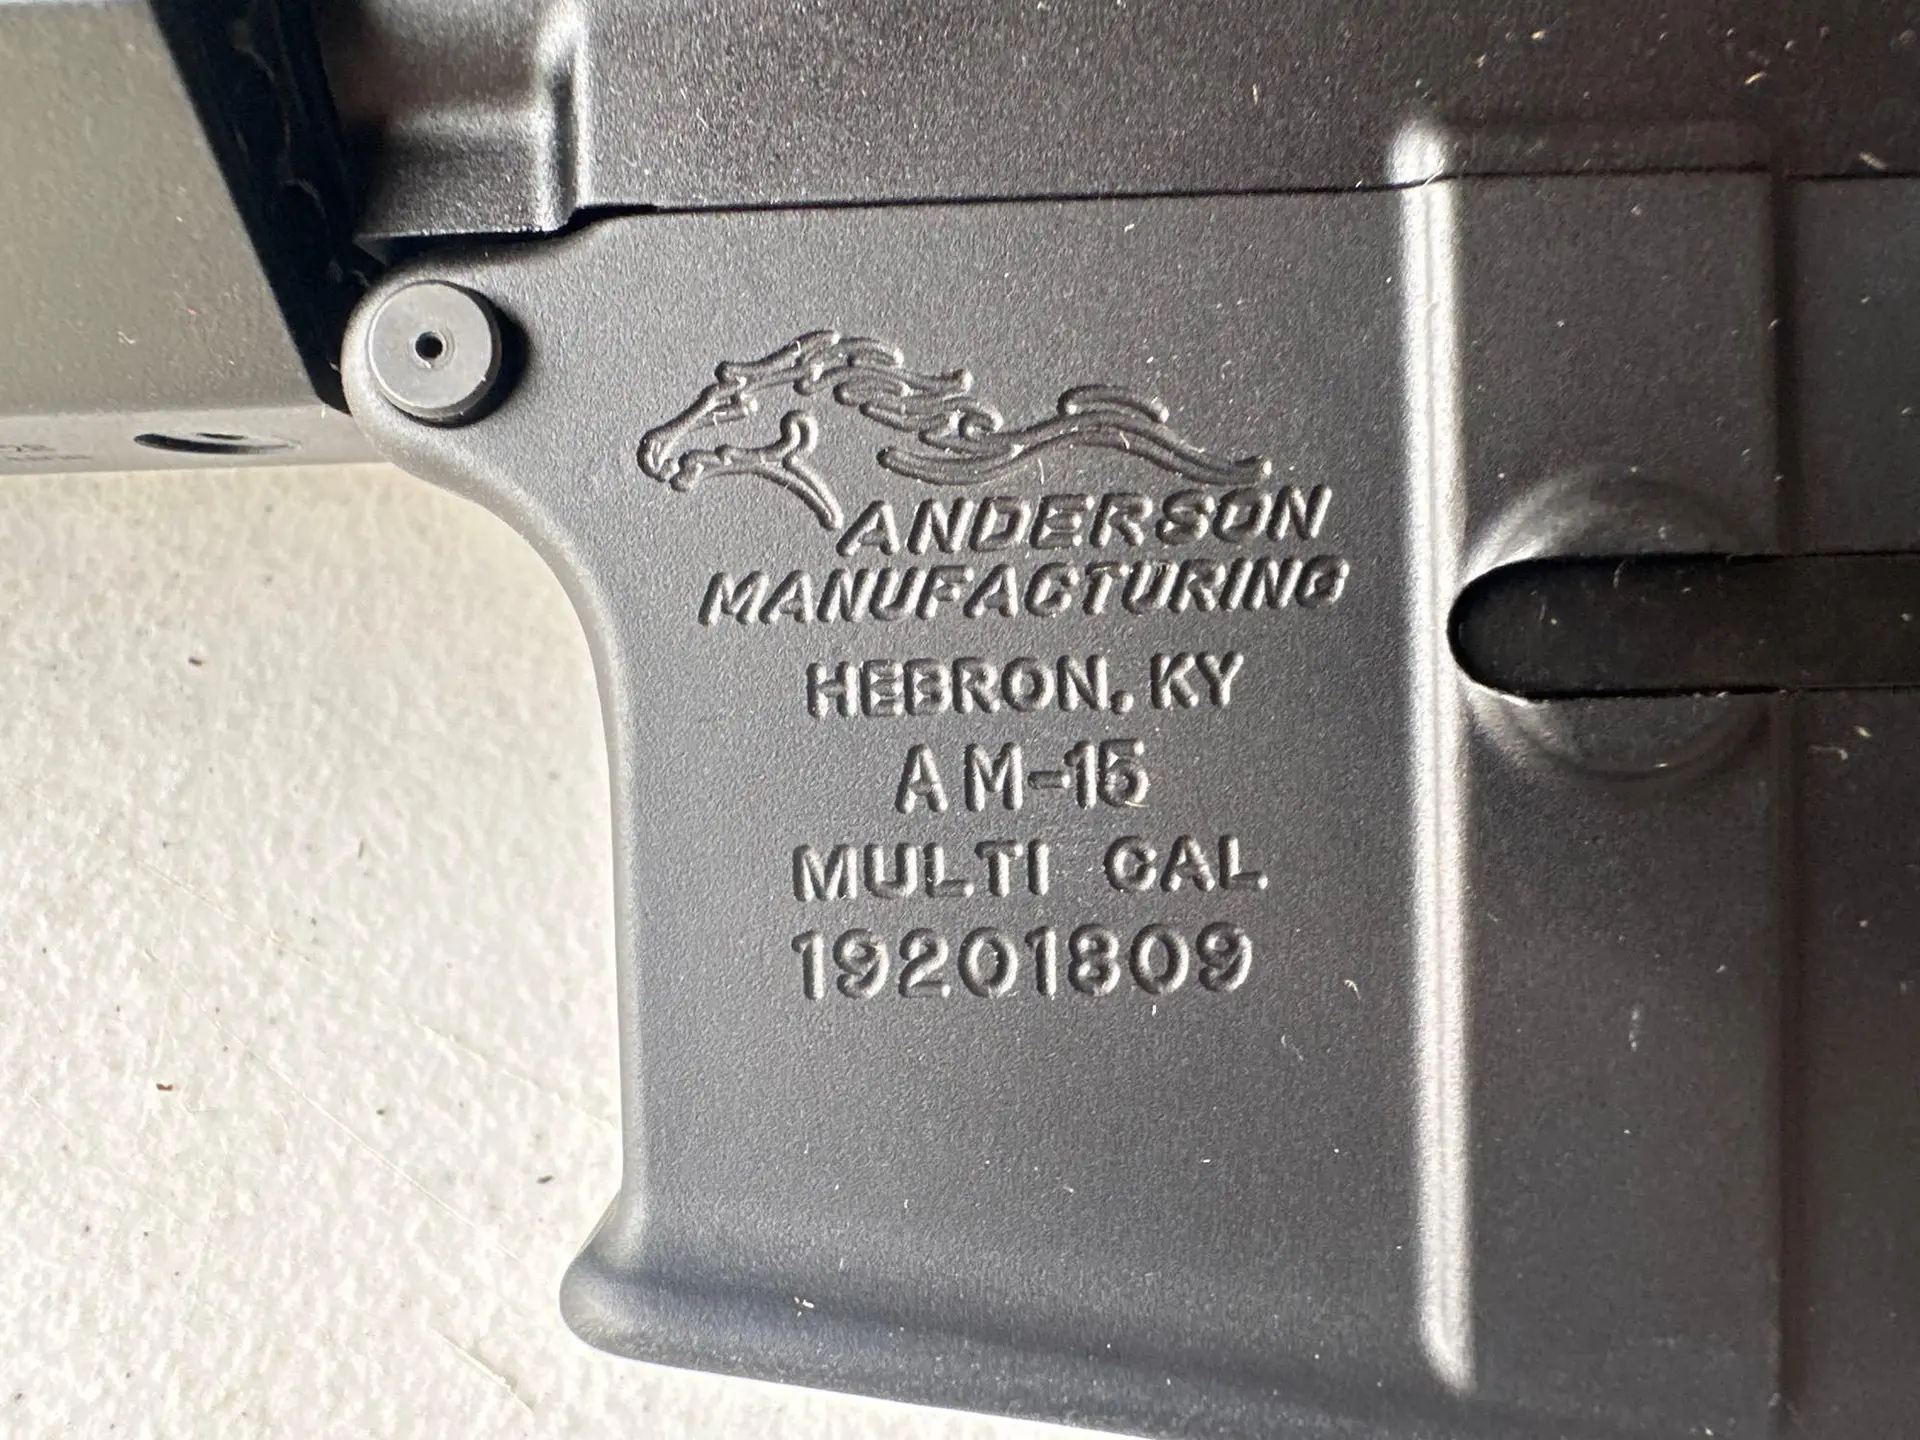 ANDERSON
MANUFACTURING
HEBRON, KY
AM-15
MULTI CAL
19201809